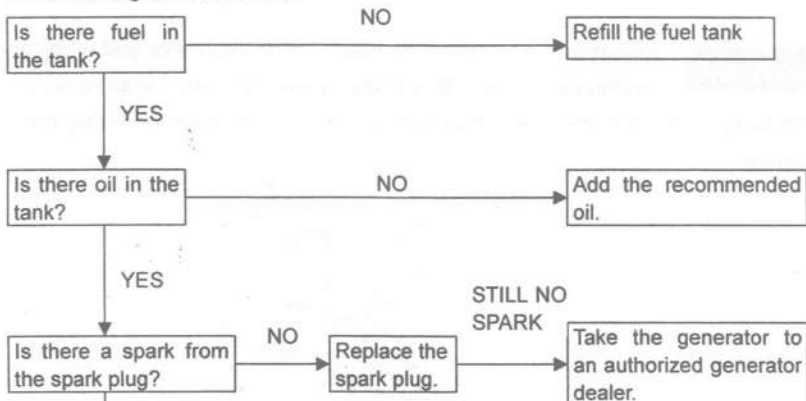 NO
Is there fuel in
the tank?
Refill the fuel tank
YES
Is there oil in the
tank?
NO
Add the recommended
oil.
YES
STILL NO
SPARK
Is there a spark from
the spark plug?
NO
Replace the
spark plug.
Take the generator to
an authorized generator
dealer.